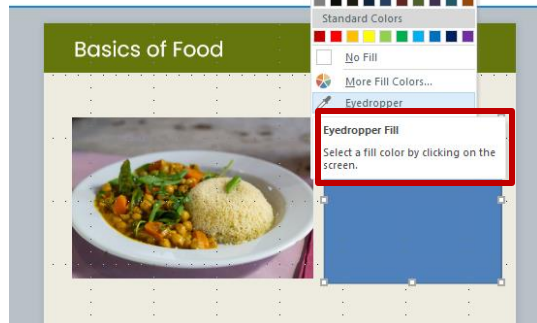 Standard Colors
Basics of Food
No Fill
More Fill Colors...
Eyedropper
Eyedropper Fill
Select a fill color by clicking on the
screen.